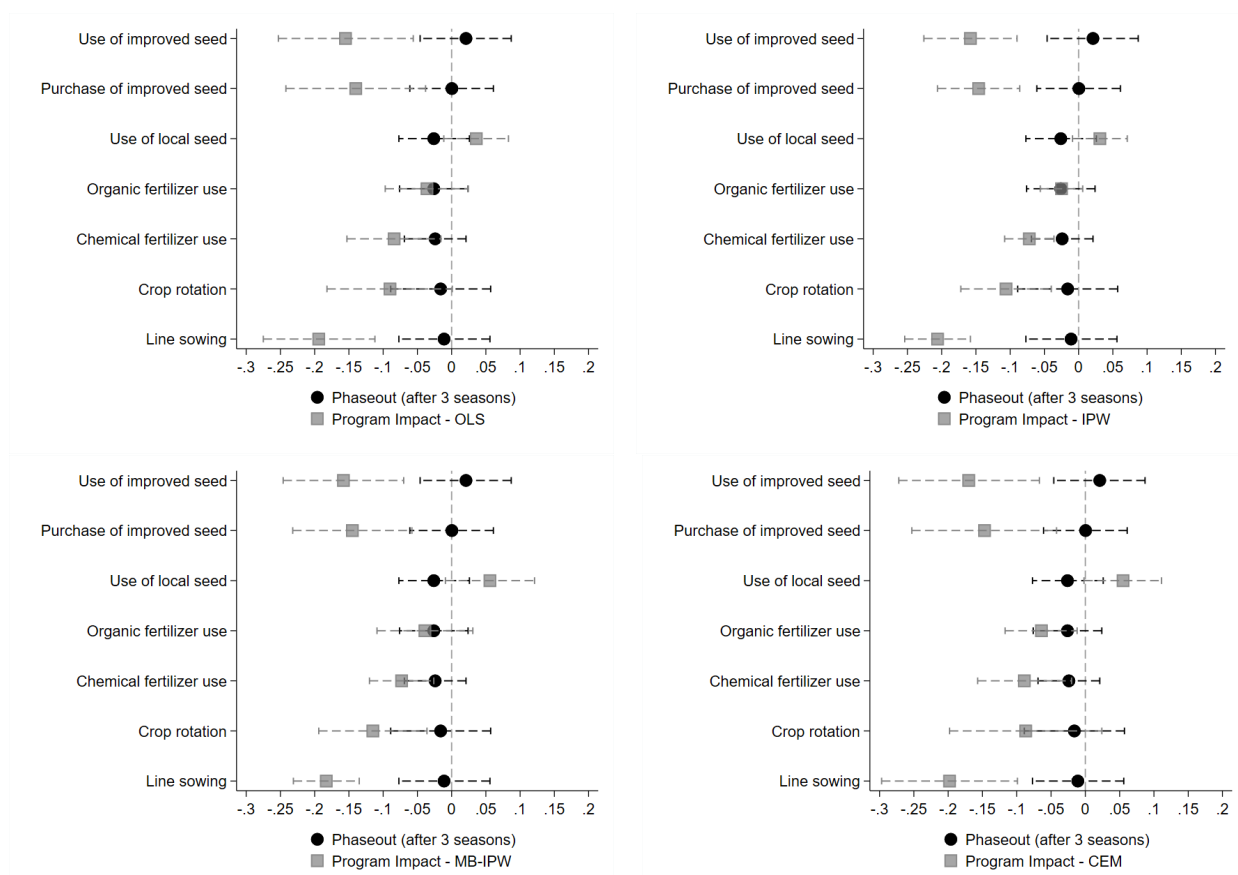 Use of improved seed
Purchase of improved seed
Use of local seed
Organic fertilizer use
Chemical fertilizer use
Crop rotation
Line sowing
-.3 -.25 -.2 -.15 -.1 -.05 0 .05 .1 .15 .2
Phaseout (after 3 seasons)
Program Impact - OLS
Use of improved seed
Purchase of improved seed
Use of local seed
Organic fertilizer use
Chemical fertilizer use
Crop rotation
Line sowing
-.3 -.25 -.2 -.15 -.1 -.05 0 .05 .1 .15 .2
Phaseout (after 3 seasons)
Program Impact - IPW
Use of improved seed
Purchase of improved seed
Use of local seed
Organic fertilizer use
Chemical fertilizer use
Crop rotation
Line sowing
-.3 -.25 -.2 -.15 -.1 -.05 0 .05 .1 .15 .2
Phaseout (after 3 seasons)
Program Impact - MB-IPW
Use of improved seed
Purchase of improved seed
Use of local seed
Organic fertilizer use
Chemical fertilizer use
Crop rotation
Line sowing
-.3 -.25 -.2 -.15 -.1 -.05 0 .05 .1 .15 .2
Phaseout (after 3 seasons)
Program Impact - CEM